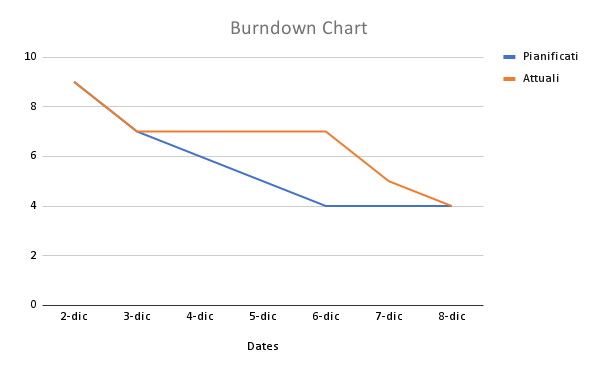 Burndown Chart
10
8
6
4
2
0
2-dic 3-dic 4-dic 5-dic 6-dic 7-dic 8-dic
Dates
Pianificati
Attuali